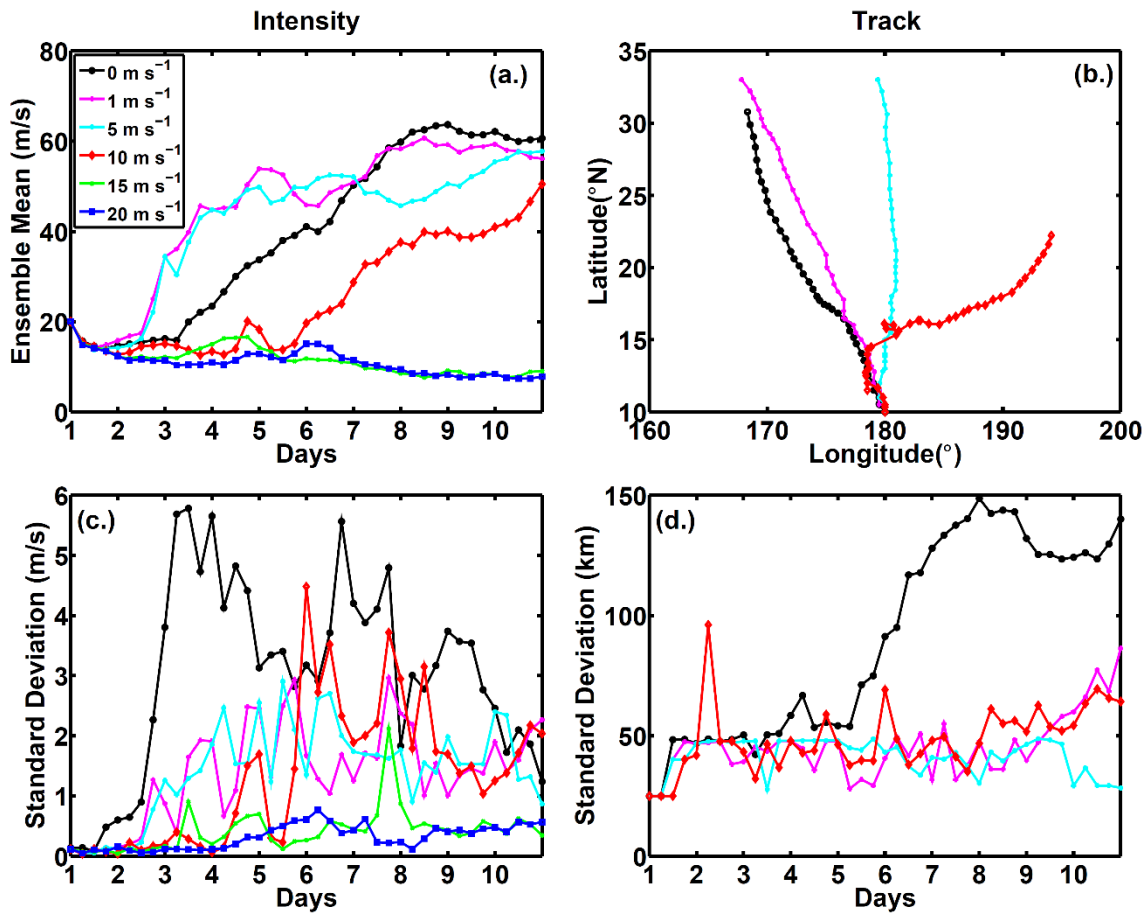 Intensity
Track
80
60
40
20
0
Ensemble Mean (m/s)
0 m s⁻¹
1 m s⁻¹
5 m s⁻¹
10 m s⁻¹
15 m s⁻¹
20 m s⁻¹
(a.)
1 2 3 4 5 6 7 8 9 10
Days
35
30
25
20
15
10
Latitude(°N)
(b.)
160 170 180 190 200
Longitude(°)
6
5
4
3
2
1
0
Standard Deviation (m/s)
(c.)
1 2 3 4 5 6 7 8 9 10
Days
150
100
50
0
Standard Deviation (km)
(d.)
1 2 3 4 5 6 7 8 9 10
Days